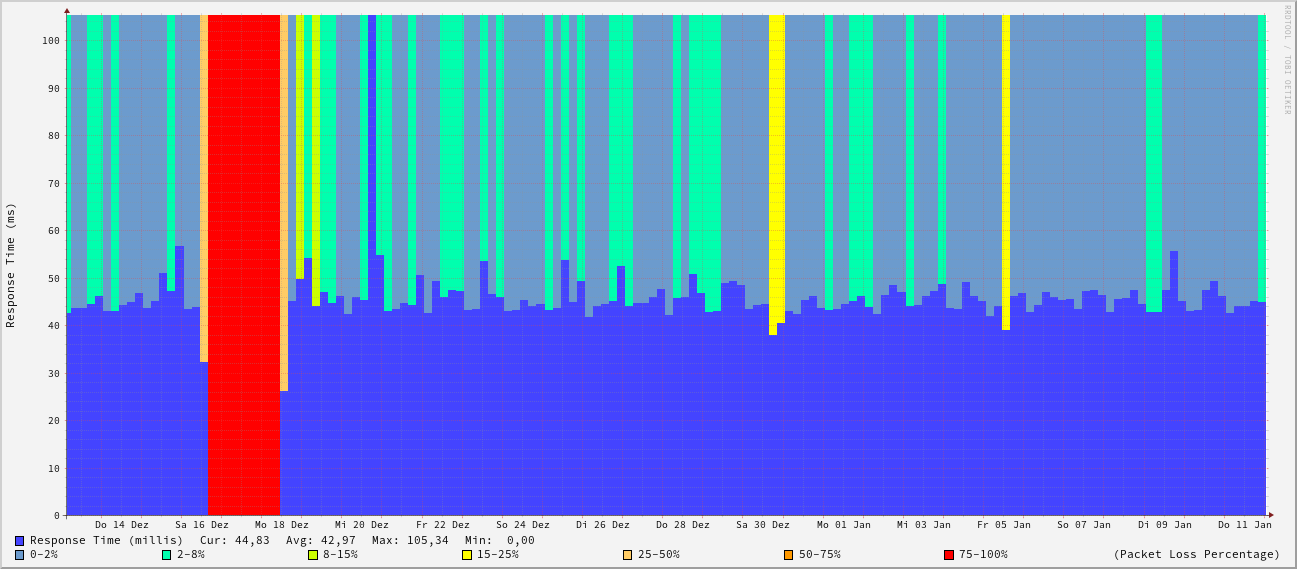 RRDTOOL / TOBI OETIKER
Response Time (ms)
100
90
80
70
60
50
40
30
20
10
0
Do 14 Dez Sa 16 Dez Mo 18 Dez Mi 20 Dez Fr 22 Dez So 24 Dez Di 26 Dez Do 28 Dez Sa 30 Dez Mo 01 Jan Mi 03 Jan Fr 05 Jan So 07 Jan Di 09 Jan Do 11 Jan
Response Time (millis) Cur: 44,83 Avg: 42,97 Max: 105,34 Min: 0,00
0-2% 2-8% 8-15% 15-25% 25-50% 50-75% 75-100% (Packet Loss Percentage)